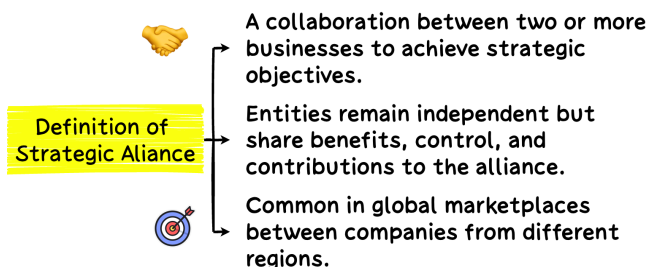 Definition of
Strategic Aliance
A collaboration between two or more
businesses to achieve strategic
objectives.
Entities remain independent but
share benefits, control, and
contributions to the alliance.
Common in global marketplaces
between companies from different
regions.